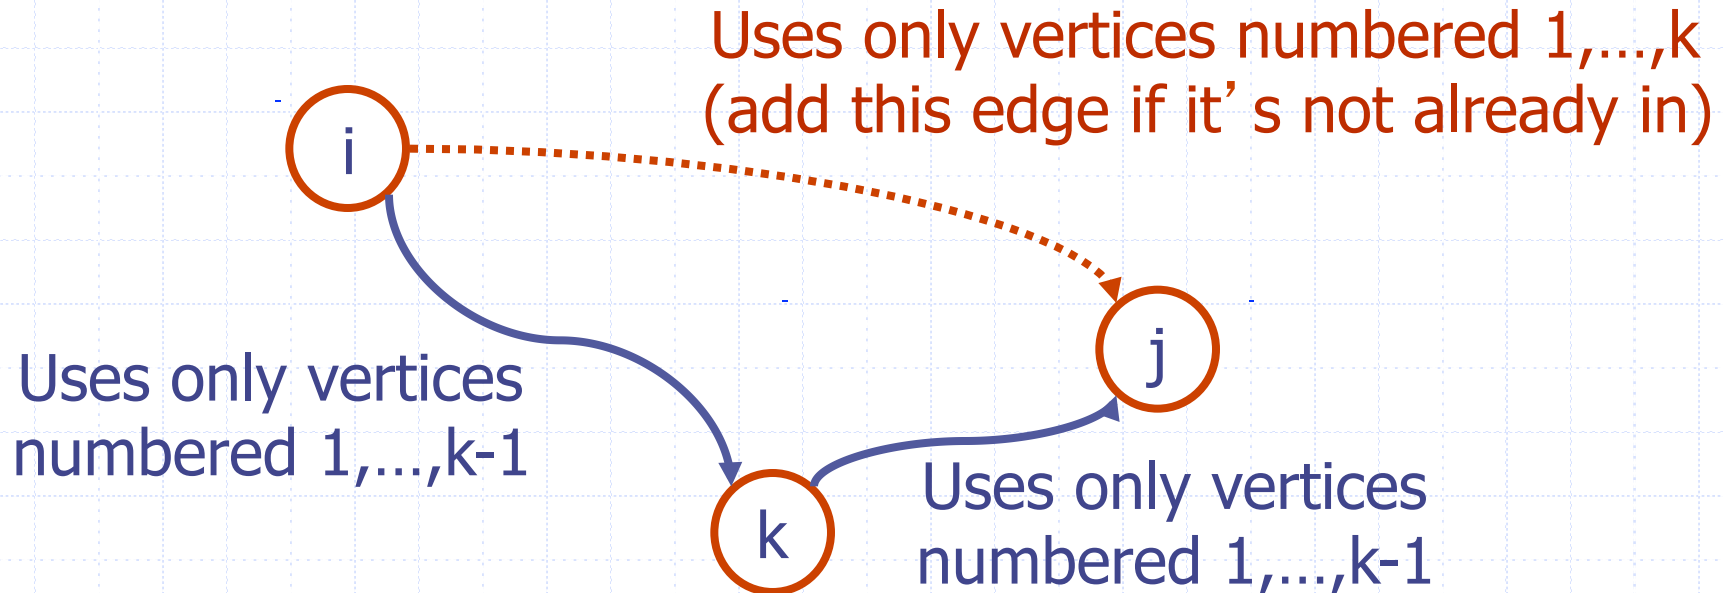 Uses only vertices numbered 1,...,k
(add this edge if it’s not already in)
i
j
Uses only vertices
numbered 1,...,k-1
k
Uses only vertices
numbered 1,...,k-1